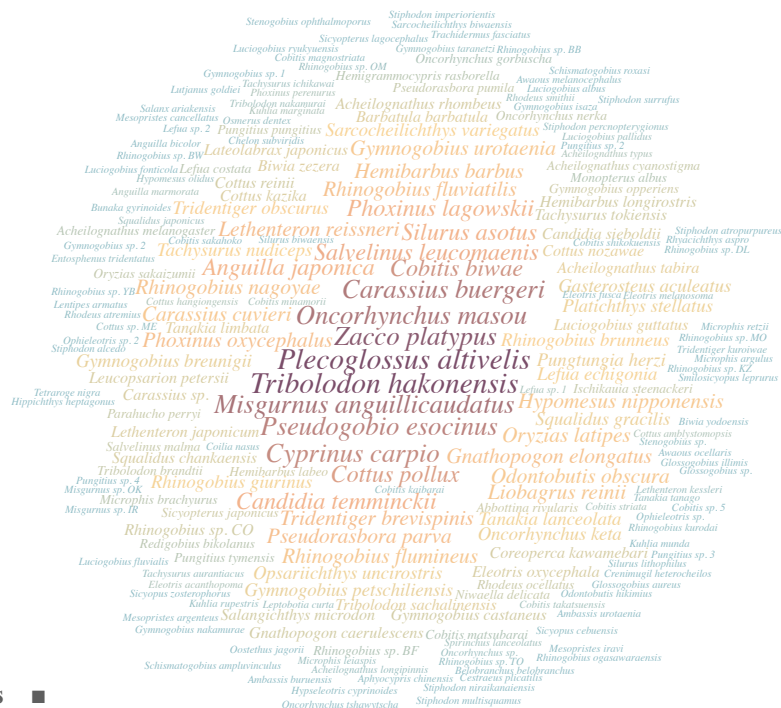 Stiphodon imperiorientis
Stenogobius ophthalmoporus Sarcocheilichthys biwaensis
Sicyopterus lagocephalus Trachidermus fasciatus
Luciogobius ryukyuensis Gymnogobius taranetzi Rhinogobius sp. BB
Cobitis magnostriata Oncorhynchus gorbuscha
Rhinogobius sp. OM Schismatogobius roxasi
Gymnogobius sp. 1 Hemigrammocypris rasborella Awaous melanocephalus
Tachysurus ichikawai Pseudorasbora pumila Luciogobius albus
Lutjanus goldiei Phoxinus perenurus Rhodeus smithii Stiphodon surrufus
Salanx ariakensis Tribolodon nakamurai Acheilognathus rhombeus Gymnogobius isaza
Mesopristes cancellatus Kuhlia marginata Barbatula barbatula Oncorhynchus nerka
Osmerus dentex
Lefua sp. 2 Pungitius pungitius Sarcocheilichthys variegatus Stiphodon percnopterygionus
Anguilla bicolor Chelon subviridis Luciogobius pallidus
Rhinogobius sp. BW Lateolabrax japonicus Gymnogobius urotaenia Pungitius sp. 2
Acheilognathus typus
Luciogobius fonticola Lefua costata Biwia zezera Hemibarbus barbus Acheilognathus cyanostigma
Hypomesus olidus Cottus reinii Monopterus albus
Anguilla marmorata Cottus kazika Rhinogobius fluviatilis Gymnogobius opperiens
Bunaka gyrinoides Tridentiger obscurus Phoxinus lagowskii Hemibarbus longirostris
Squalidus japonicus Tachysurus tokiensis
Acheilognathus melanogaster Lethenteron reissneri Silurus asotus Candidia sieboldii Stiphodon atropurpureus
Gymnogobius sp. 2 Cobitis sakahoko Silurus biwaensis Cobitis shikokuensis Rhyacichthys aspro
Entosphenus tridentatus Tachysurus nudiceps Salvelinus leucomaenis Cottus nozawae Rhinogobius sp. DL
Oryzias sakaizumii Anguilla japonica Cobitis biwae Acheilognathus tabira
Rhinogobius sp. YB Rhinogobius nagoyae Carassius buergeri Gasterosteus aculeatus
Lentipes armatus Cottus hangiongensis Cobitis minamorii Eleotris fusca Eleotris melanosoma
Rhodeus atremius Carassius cuvieri Oncorhynchus masou Platichthys stellatus
Cottus sp. ME Tanakia limbata Luciogobius guttatus Microphis retzii
Ophieleotris sp. 2 Phoxinus oxycephalus Zacco platypus Rhinogobius brunneus Rhinogobius sp. MO
Stiphodon alcedo Tridentiger kuroiwae
Gymnogobius breunigii Plecoglossus altivelis Pungtungia herzi Microphis argulus
Leucopsarion petersii Lefua echigonia Rhinogobius sp. KZ
Tetraroge nigra Carassius sp. Tribolodon hakonensis Lefua sp. 1 Ischikauia steenackeri Smilosicyopus leprurus
Hippichthys heptagonus Parahucho perryi Misgurnus anguillicaudatus Hypomesus nipponensis
Squalidus gracilis Biwia yodoensis
Lethenteron japonicum Pseudogobio esocinus Oryzias latipes Cottus amblystomopsis
Salvelinus malma Coilia nasus Stenogobius sp.
Squalidus chankaensis Cyprinus carpio Gnathopogon elongatus Awaous ocellaris
Glossogobius illimis
Tribolodon brandtii Hemibarbus labeo Cottus pollux Odontobutis obscura Glossogobius sp.
Pungitius sp. 4 Rhinogobius giurinus Liobagrus reinii Lethenteron kessleri
Misgurnus sp. OK Cobitis kaibarai Tanakia tanago
Microphis brachyurus Candidia temminckii Abbottina rivularis Cobitis striata Cobitis sp. 5
Misgurnus sp. IR Sicyopterus japonicus Tridentiger brevispinis Tanakia lanceolata Ophieleotris sp.
Rhinogobius sp. CO Pseudorasbora parva Oncorhynchus keta Rhinogobius kurodai
Redigobius bikolanus Kuhlia munda
Luciogobius fluvialis Pungitius tymensis Rhinogobius flumineus Coreoperca kawamebari Pungitius sp. 3
Silurus lithophilus
Tachysurus aurantiacus Opsariichthys uncirostris Eleotris oxycephala Crenimugil heterocheilos
Eleotris acanthopoma Rhodeus ocellatus Glossogobius aureus
Sicyopus zosterophorus Gymnogobius petschiliensis Niwaella delicata Odontobutis hikimius
Kuhlia rupestris Leptobotia curta Tribolodon sachalinensis Cobitis takatsuensis
Mesopristes argenteus Salangichthys microdon Gymnogobius castaneus Ambassis urotaenia
Gymnogobius nakamurae Gnathopogon caerulescens Cobitis matsubarai Sicyopus cebuensis
Oostethus jagorii Rhinogobius sp. BF Spirinchus lanceolatus Mesopristes iravi
Schismatogobius ampluvinculus Microphis leiaspis Oncorhynchus sp. Rhinogobius sp. TO Rhinogobius ogasawaraensis
Acheilognathus longipinnis Belobranchus belobranchus
Ambassis buruensis Aphyocypris chinensis Cestraeus plicatilis
Hypseleotris cyprinoides Stiphodon niraikanaiensis
Oncorhynchus tshawytscha Stiphodon multisquamus
s ■